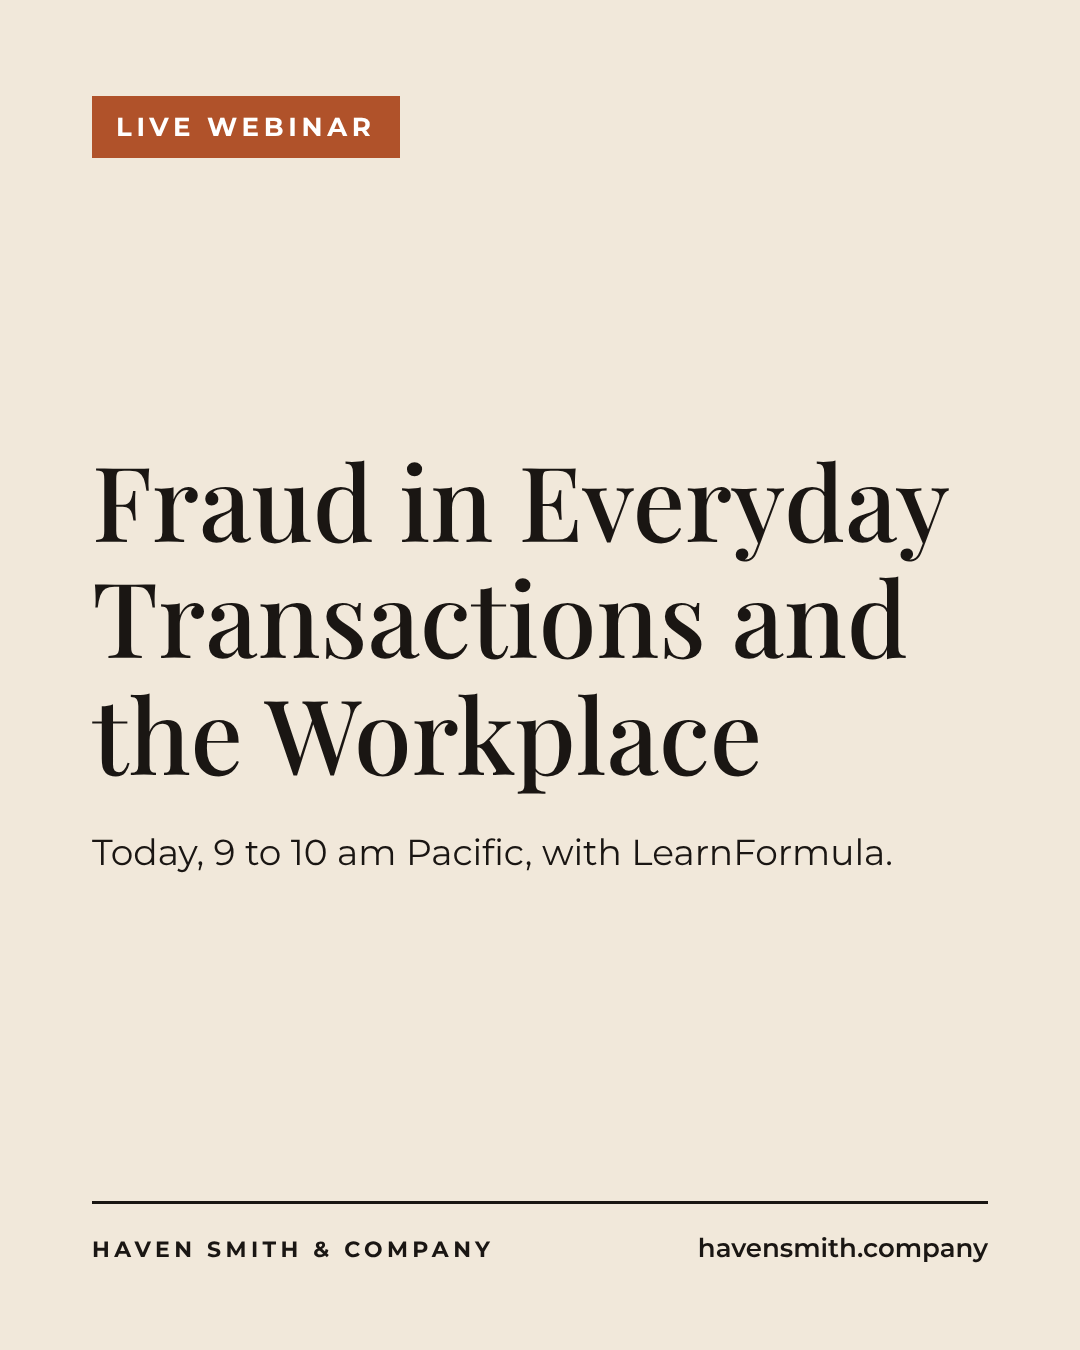 LIVE WEBINAR
Fraud in Everyday
Transactions and
the Workplace
Today, 9 to 10 am Pacific, with LearnFormula.
HAVEN SMITH & COMPANY
havensmith.company